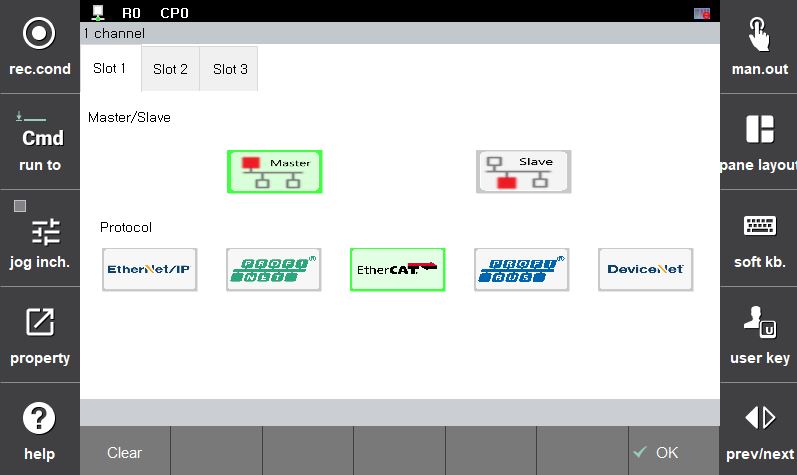 R0 CP0
1 channel
rec.cond
Slot 1 Slot 2 Slot 3
man.out
Master/Slave
Cmd
run to
Master
Slave
pane layout
Protocol
jog inch.
EtherNet/IP
PROFI
NET
EtherCAT
PROFI
BUS
DeviceNet
soft kb.
property
U
user key
?
help
Clear
OK
prev/next